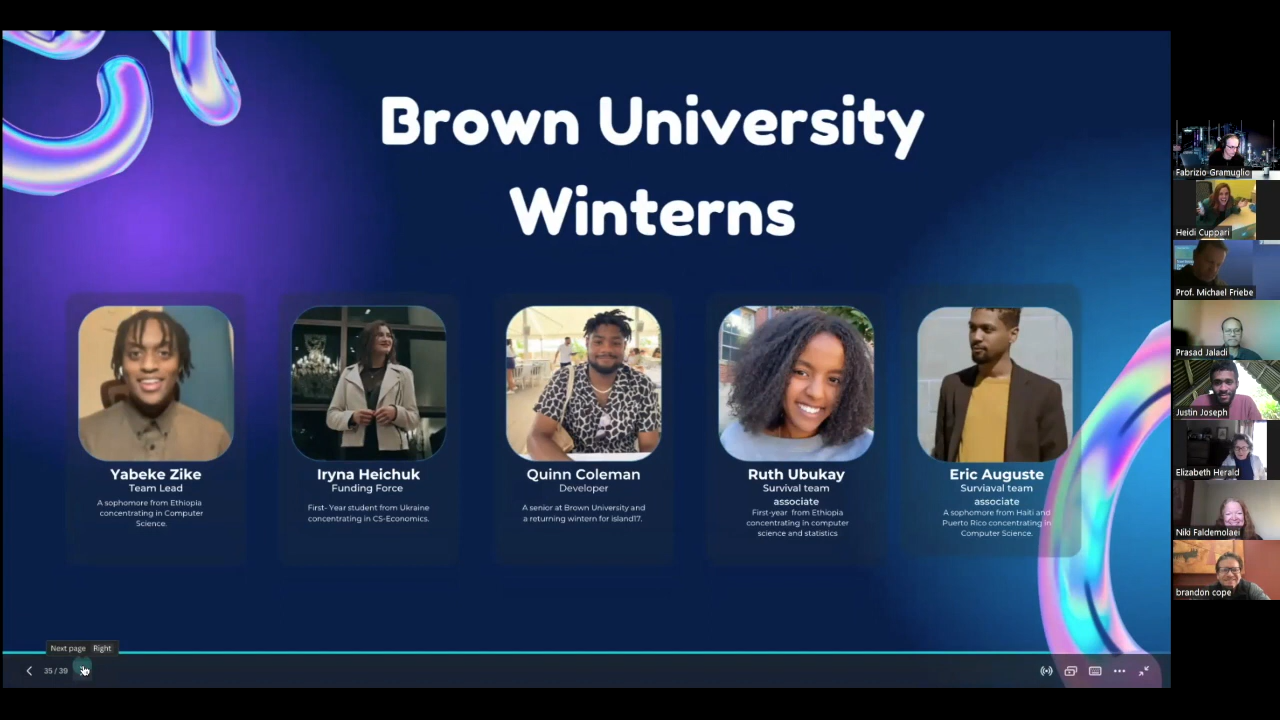 Brown University
Winterns
Yabeke Zike
Team Lead
A sophomore from Ethiopia
concentrating in Computer
Science.
Iryna Heichuk
Funding Force
First- Year student from Ukraine
concentrating in CS-Economics.
Quinn Coleman
Developer
A senior at Brown University and
a returning wintern for island17.
Ruth Ubukay
Survival team
associate
First-year from Ethiopia
concentrating in computer
science and statistics
Eric Auguste
Surviaval team
associate
A sophomore from Haiti and
Puerto Rico concentrating in
Computer Science.
Next page Right
35 / 39
Fabrizio Gramuglio
Heidi Cuppari
Prof. Michael Friebe
Prasad Jaladi
Justin Joseph
Elizabeth Herald
Niki Faldemolaei
brandon cope